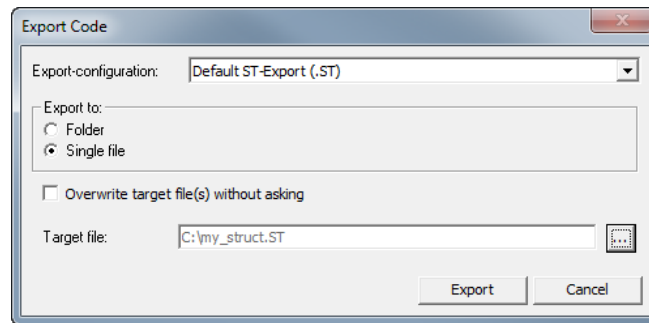 Export Code
Export-configuration: Default ST-Export (.ST)
Export to:
Folder
Single file
Overwrite target file(s) without asking
Target file: C:\my_struct.ST ...
Export Cancel